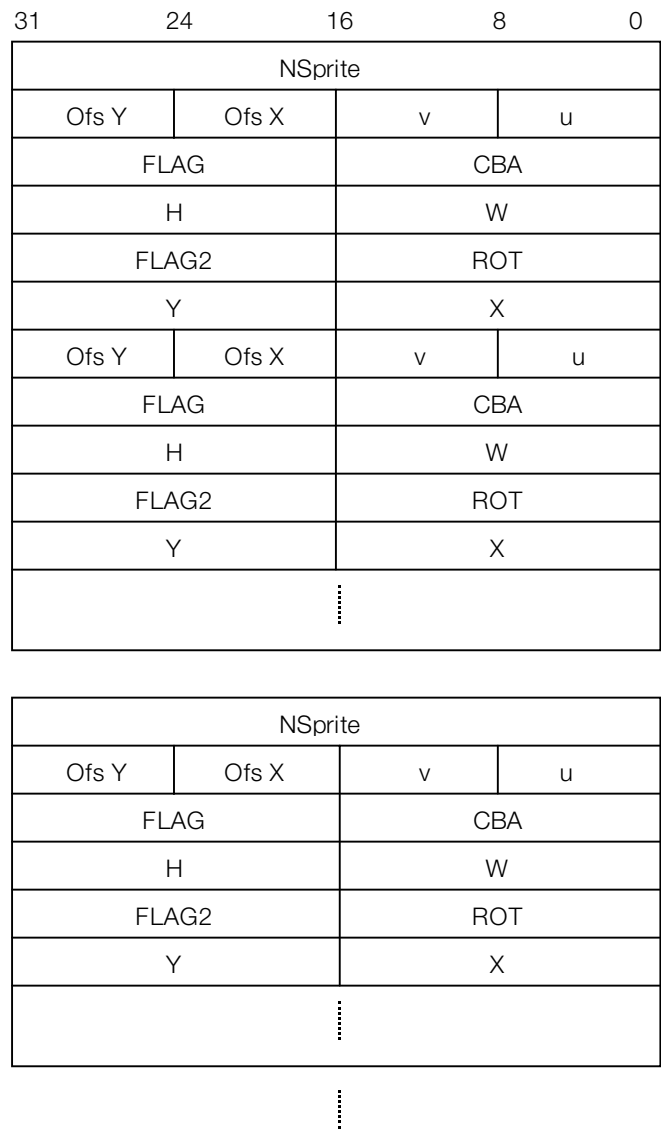 31 24 16 8 0
NSprite
Ofs Y Ofs X v u
FLAG CBA
H W
FLAG2 ROT
Y X
Ofs Y Ofs X v u
FLAG CBA
H W
FLAG2 ROT
Y X
NSprite
Ofs Y Ofs X v u
FLAG CBA
H W
FLAG2 ROT
Y X